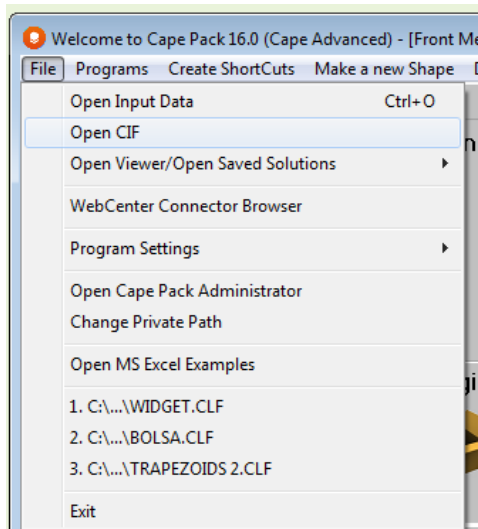 Welcome to Cape Pack 16.0 (Cape Advanced) - [Front Me
File Programs Create ShortCuts Make a new Shape D
Open Input Data Ctrl+O
Open CIF
Open Viewer/Open Saved Solutions
WebCenter Connector Browser
Program Settings
Open Cape Pack Administrator
Change Private Path
Open MS Excel Examples
1. C:\...\WIDGET.CLF
2. C:\...\BOLSA.CLF
3. C:\...\TRAPEZOIDS 2.CLF
Exit